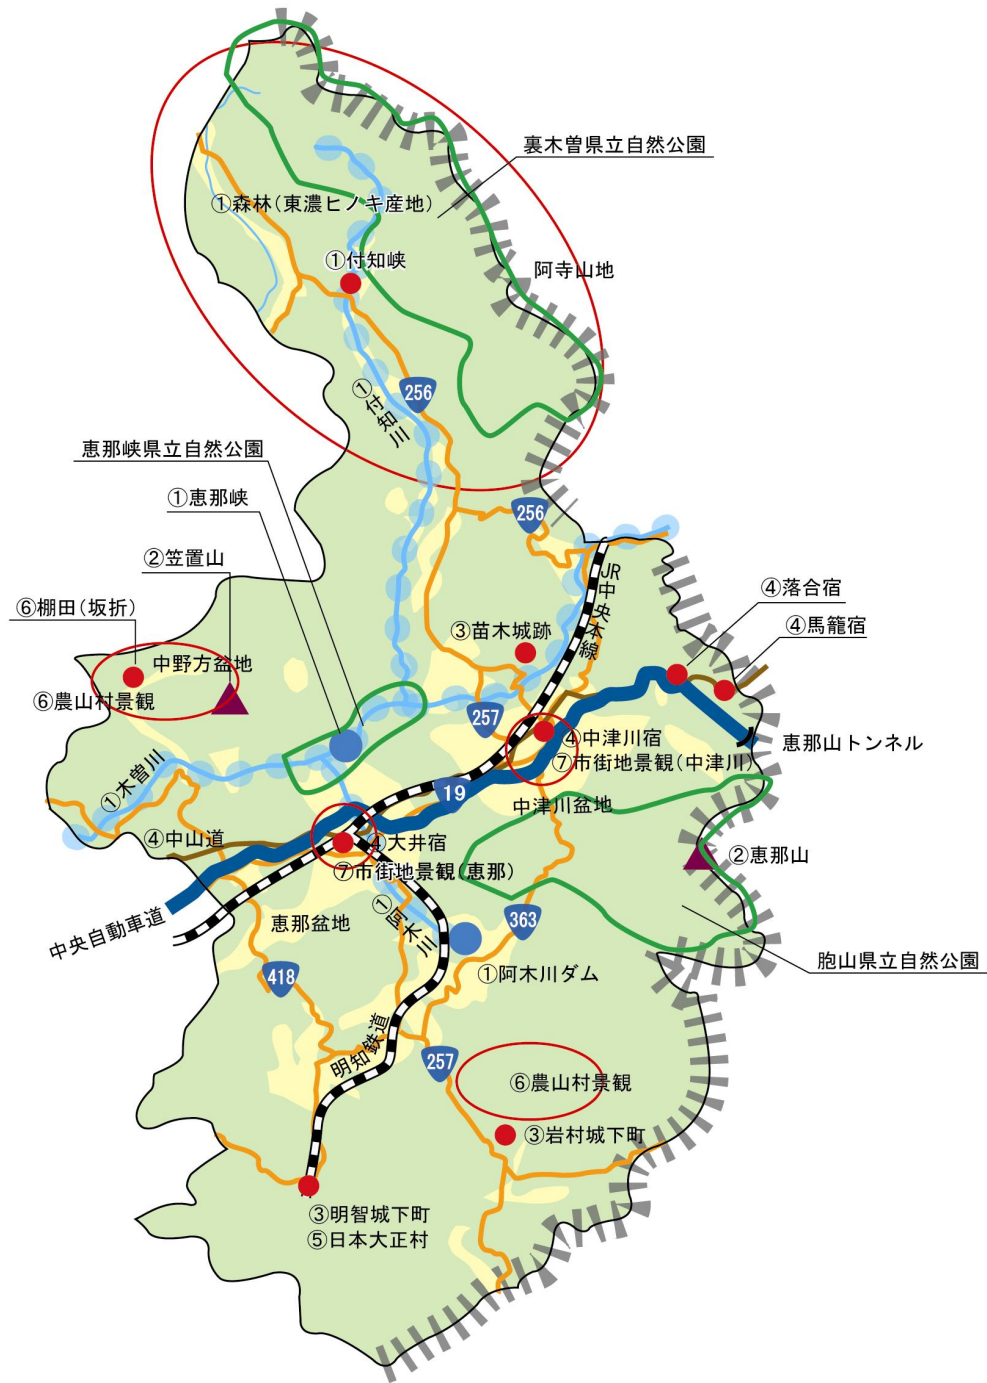 裏木曽県立自然公園
①森林(東濃ヒノキ産地)
①付知峡
阿寺山地
256
①付知川
恵那峡県立自然公園
①恵那峡
256
②笠置山
JR中央本線
④落合宿
⑥棚田(坂折)
④馬籠宿
③苗木城跡
中野方盆地
⑥農山村景観
257
④中津川宿
恵那山トンネル
⑦市街地景観(中津川)
①木曽川
19
中津川盆地
④中山道
④大井宿
②恵那山
⑦市街地景観(恵那)
中央自動車道
恵那盆地
①阿木川
363
胞山県立自然公園
418
①阿木川ダム
明知鉄道
257
⑥農山村景観
③岩村城下町
③明智城下町
⑤日本大正村